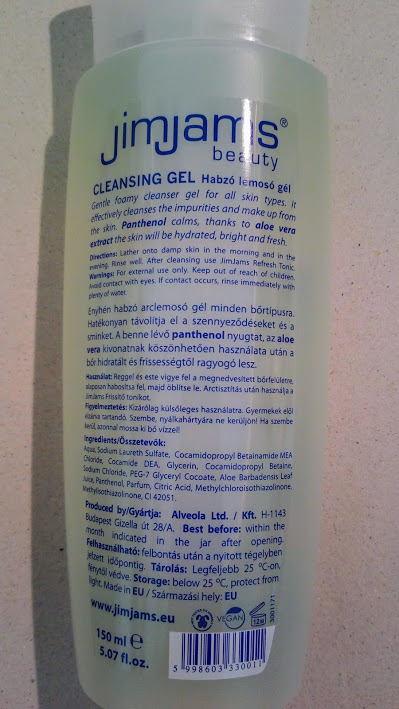 jimjams®
beauty
CLEANSING GEL Habzó lemosó gél
Gentle foamy cleanser gel for all skin types. It
effectively cleanses the impurities and make up from
the skin. Panthenol calms, thanks to aloe vera
extract the skin will be hydrated, bright and fresh.
Directions: Lather onto damp skin in the morning and in the
evening. Rinse well. After cleansing use JimJams Refresh Tonic.
Warnings: For external use only. Keep out of reach of children.
Avoid contact with eyes. If contact occurs, rinse immediately with
plenty of water.
Enyhén habzó arclemosó gél minden bőrtípusra.
Hatékonyan távolítja el a szennyeződéseket és a
sminket. A benne lévő panthenol nyugtat, az aloe
vera kivonatnak köszönhetően használata után a
bőr hidratált és frissességtől ragyogó lesz.
Használat: Reggel és este vigye fel a megnedvesített bőrfelületre,
alaposan habosítsa fel, majd öblítse le. Arctisztítás után használja a
JimJams Frissítő tonikot.
Figyelmeztetés: Kizárólag külsőleges használatra. Gyermekek elől
elzárva tartandó. Szembe, nyálkahártyára ne kerüljön! Ha szembe
kerül, azonnal mossa ki bő vízzel!
Ingredients/Összetevők:
Aqua, Sodium Laureth Sulfate, Cocamidopropyl Betainamide MEA
Chloride, Cocamide DEA, Glycerin, Cocamidopropyl Betaine,
Sodium Chloride, PEG-7 Glyceryl Cocoate, Aloe Barbadensis Leaf
Juice, Panthenol, Parfum, Citric Acid, Methylchloroisothiazolinone,
Methylisothiazolinone, CI 42051.
Produced by/Gyártja: Alveola Ltd. / Kft. H-1143
Budapest Gizella út 28/A. Best before: within the
month indicated in the jar after opening.
Felhasználható: felbontás után a nyitott tégelyben
jelzett időpontig. Tárolás: Legfeljebb 25 ºC-on,
fénytől védve. Storage: below 25 ºC, protect from
light. Made in EU / Származási hely: EU
www.jimjams.eu
VEGAN
12M
3001171
150 ml ℮
5.07 fl.oz.
5 998603 330011